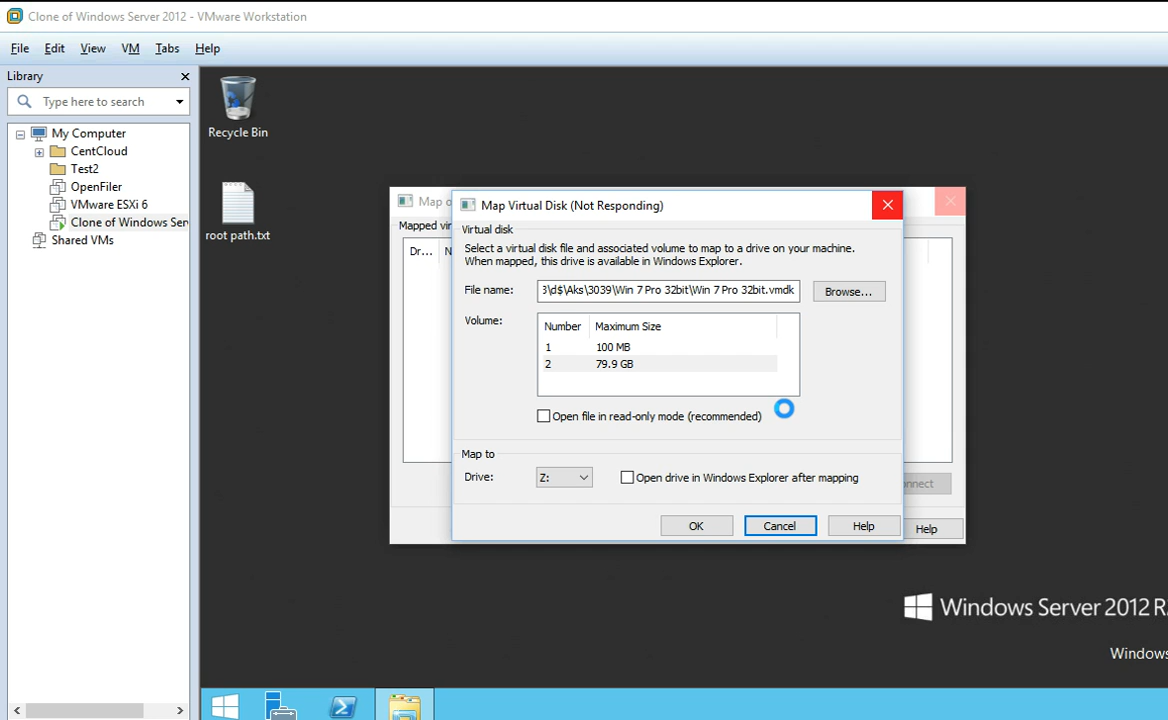 Clone of Windows Server 2012 - VMware Workstation
File Edit View VM Tabs Help
Library
Type here to search
My Computer
CentCloud
Test2
OpenFiler
VMware ESXi 6
Clone of Windows Ser
Shared VMs
Recycle Bin
root path.txt
Map o
Mapped vir
Dr... N
Map Virtual Disk (Not Responding)
Virtual disk
Select a virtual disk file and associated volume to map to a drive on your machine.
When mapped, this drive is available in Windows Explorer.
File name: 3\d$\Aks\3039\Win 7 Pro 32bit\Win 7 Pro 32bit.vmdk Browse...
Volume:
Number Maximum Size
1 100 MB
2 79.9 GB
Open file in read-only mode (recommended)
Map to
Drive: Z: Open drive in Windows Explorer after mapping
nnect
OK Cancel Help
Help
Windows Server 2012 R
Windows